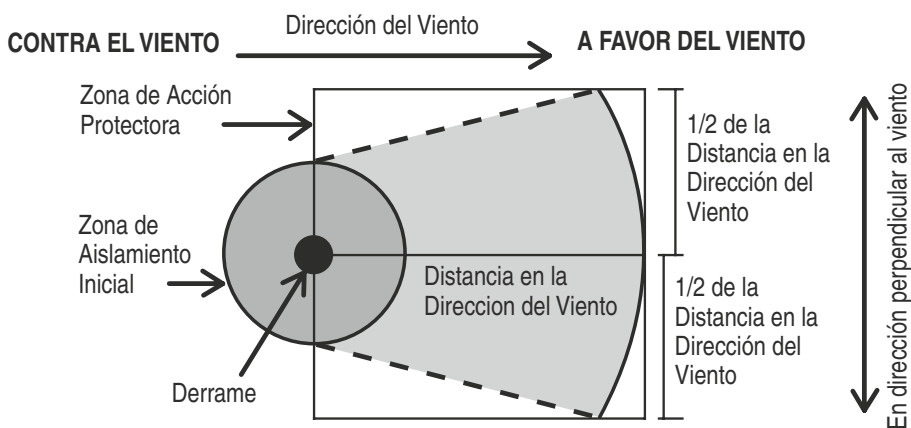 Dirección del Viento
CONTRA EL VIENTO
A FAVOR DEL VIENTO
Zona de Acción
Protectora
1/2 de la
Distancia en la
Dirección del
Viento
En dirección perpendicular al viento
Zona de
Aislamiento
Inicial
Distancia en la
Direccion del Viento
1/2 de la
Distancia en la
Dirección del
Viento
Derrame